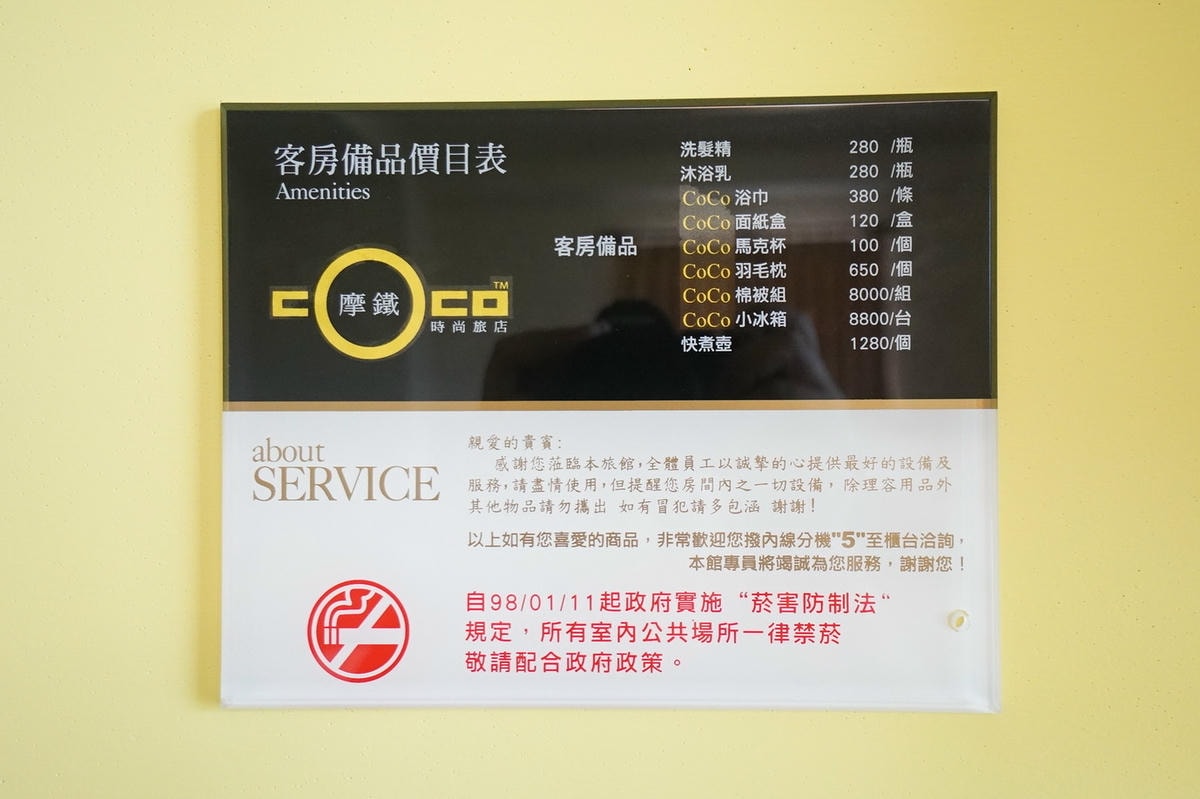 客房備品價目表
Amenities
coco™
摩鐵
時尚旅店
客房備品
洗髮精 280 /瓶
沐浴乳 280 /瓶
CoCo 浴巾 380 /條
CoCo 面紙盒 120 /盒
CoCo 馬克杯 100 /個
CoCo 羽毛枕 650 /個
CoCo 棉被組 8000/組
CoCo 小冰箱 8800/台
快煮壺 1280/個
about
SERVICE
親愛的貴賓:
感謝您蒞臨本旅館,全體員工以誠摯的心提供最好的設備及
服務,請盡情使用,但提醒您房間內之一切設備, 除理容用品外
其他物品請勿攜出 如有冒犯請多包涵 謝謝!
以上如有您喜愛的商品，非常歡迎您撥內線分機"5"至櫃台洽詢，
本館專員將竭誠為您服務，謝謝您！
自98/01/11起政府實施“菸害防制法“
規定，所有室內公共場所一律禁菸
敬請配合政府政策。